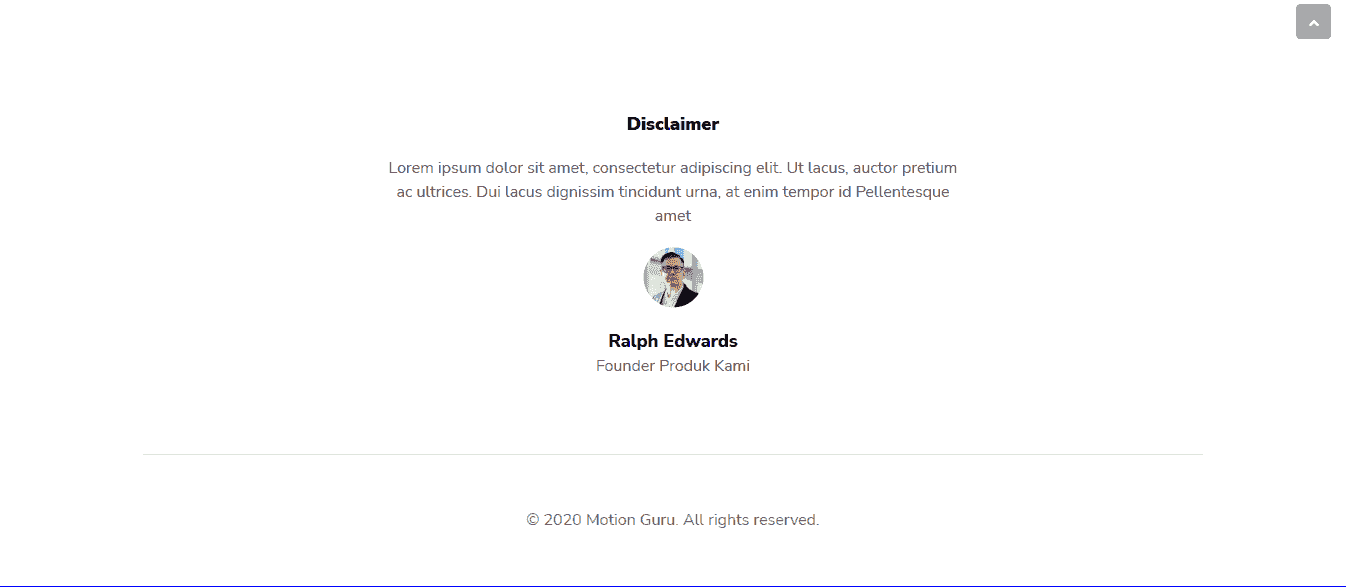 Disclaimer
Lorem ipsum dolor sit amet, consectetur adipiscing elit. Ut lacus, auctor pretium
ac ultrices. Dui lacus dignissim tincidunt urna, at enim tempor id Pellentesque
amet
Ralph Edwards
Founder Produk Kami
© 2020 Motion Guru. All rights reserved.